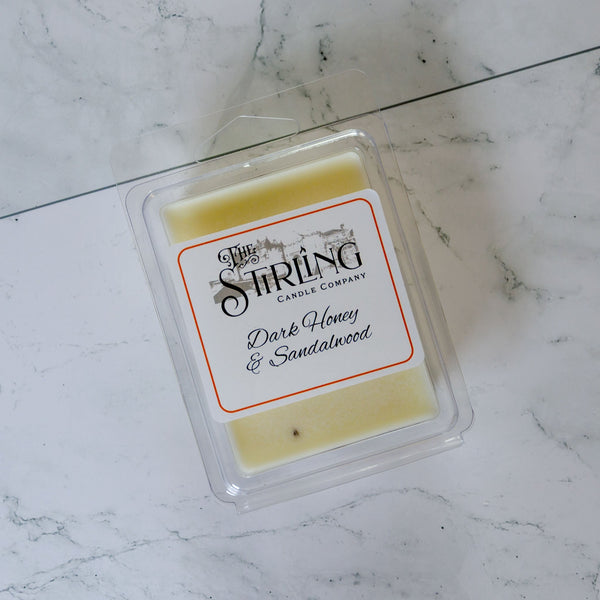 The
Stirling
Candle Company
Dark Honey
& Sandalwood